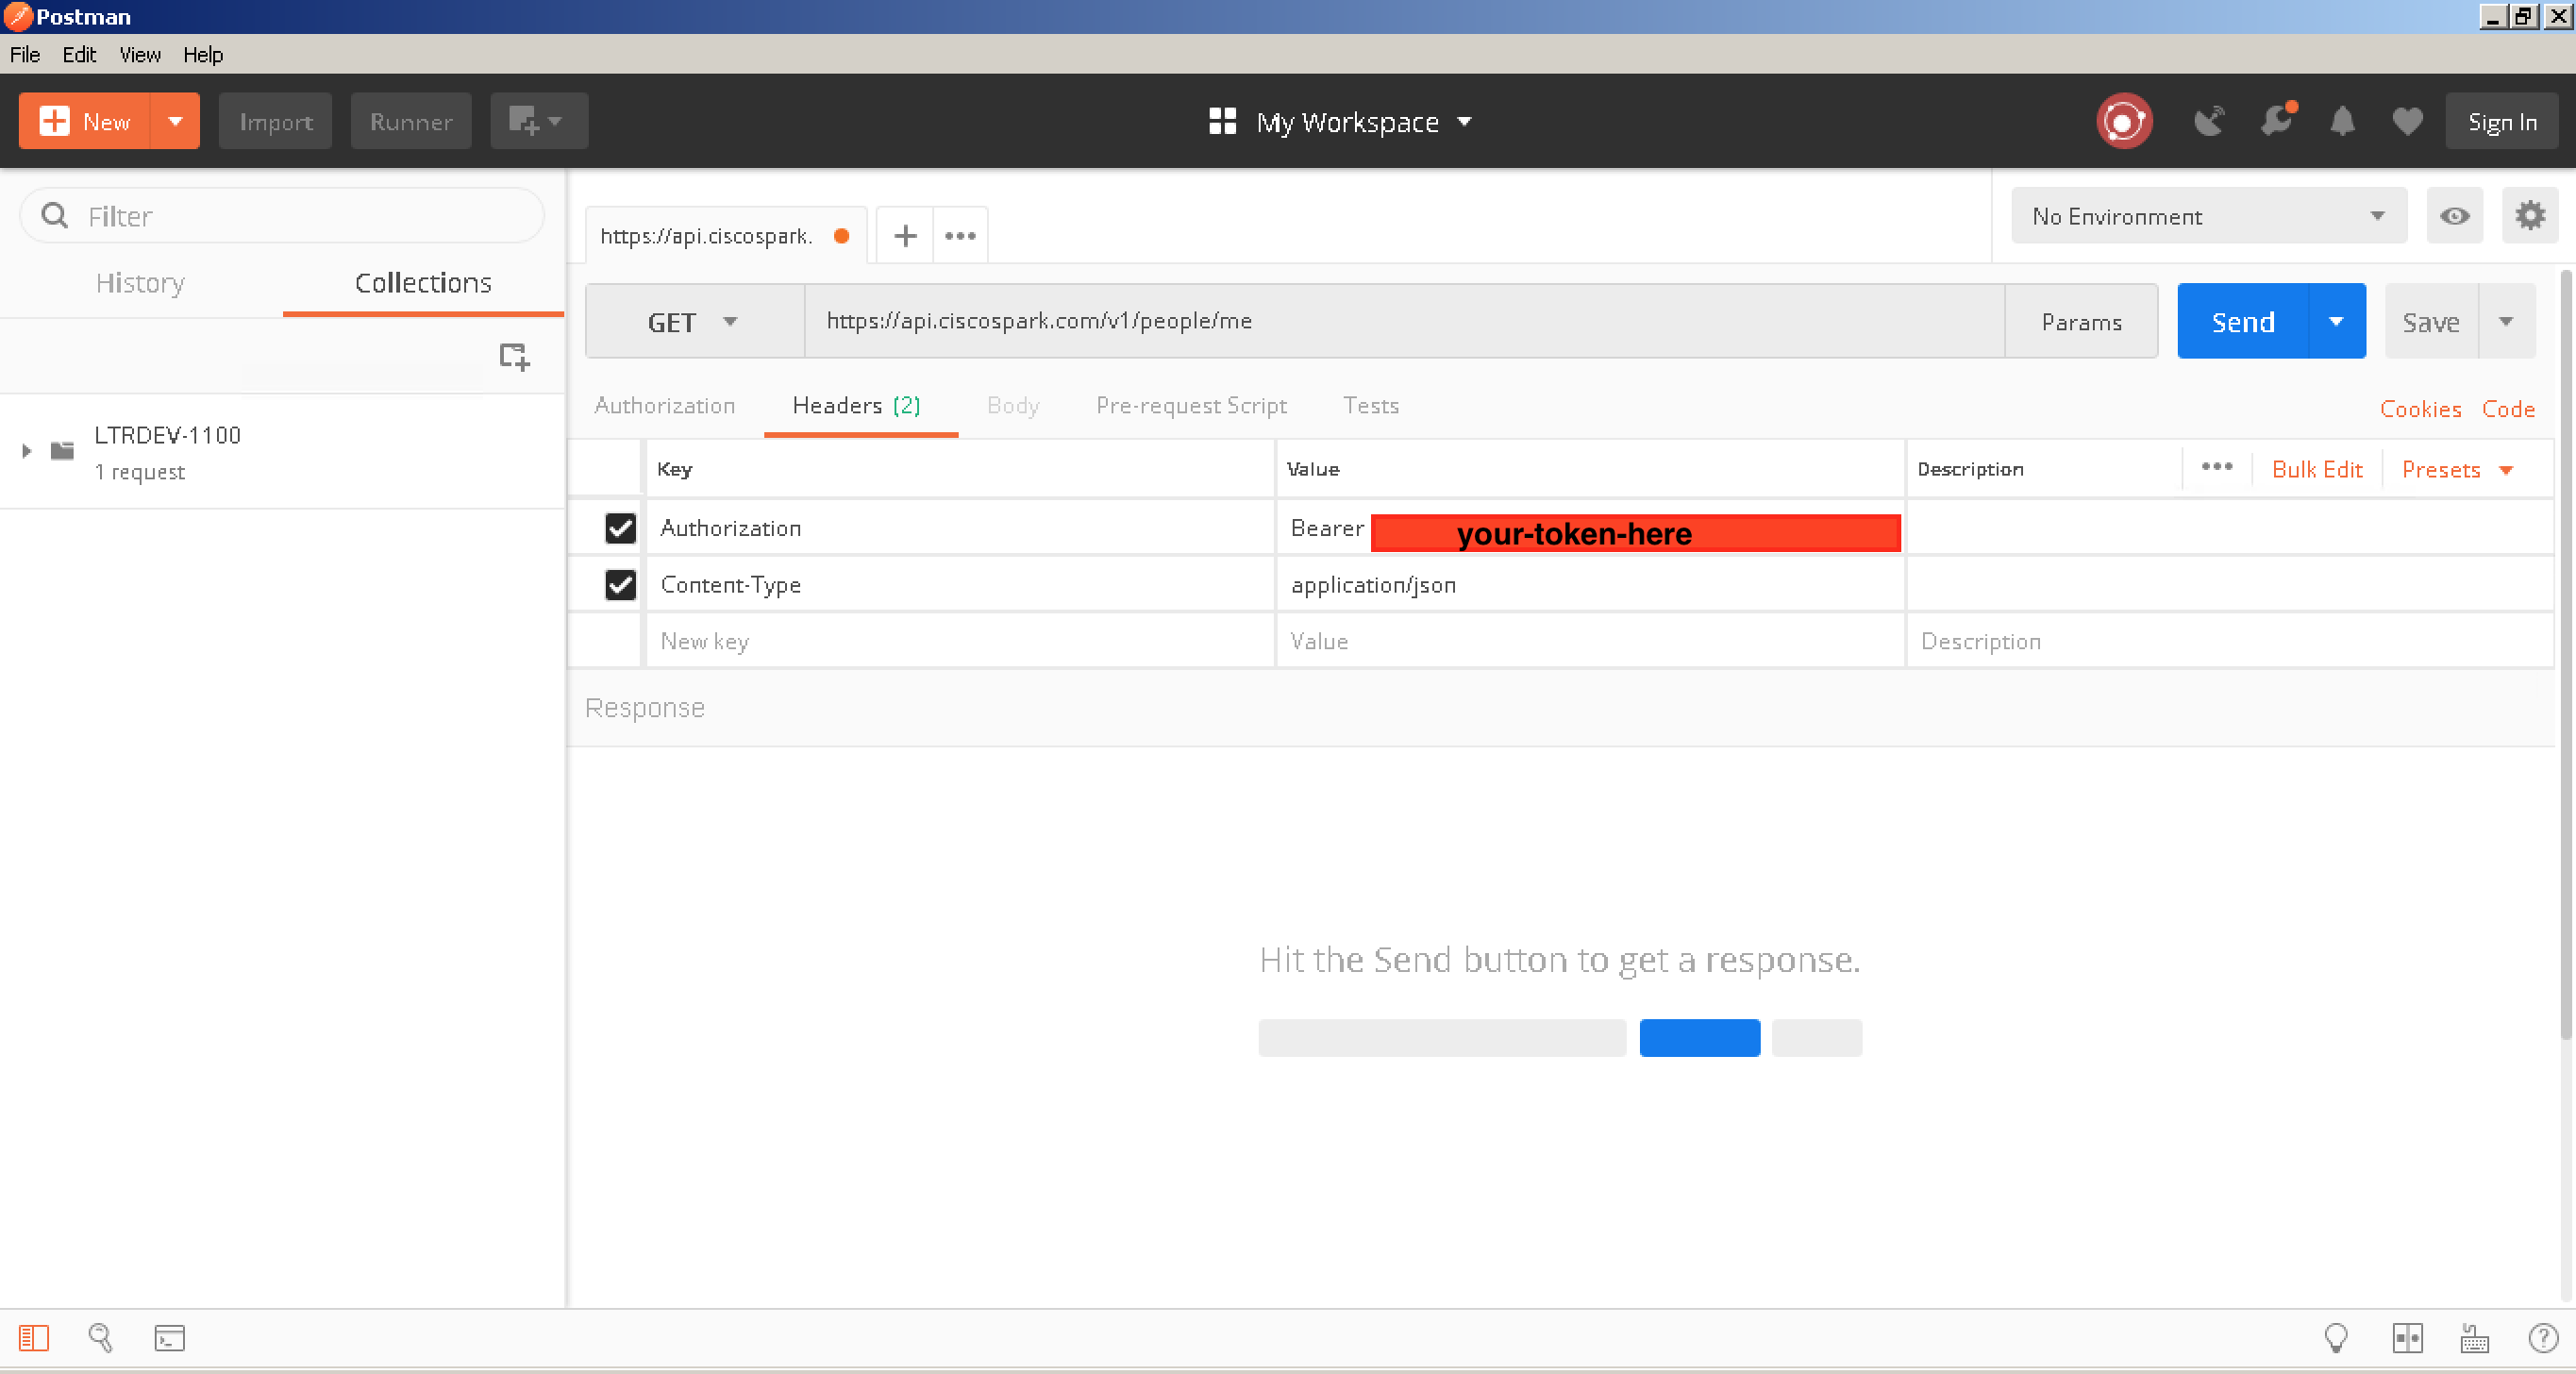 Postman
File Edit View Help
New Import Runner My Workspace Sign In
Filter
History Collections
LTRDEV-1100
1 request
https://api.ciscospark. No Environment
GET https://api.ciscospark.com/v1/people/me Params Send Save
Authorization Headers (2) Body Pre-request Script Tests Cookies Code
Key Value Description Bulk Edit Presets
Authorization Bearer your-token-here
Content-Type application/json
New key Value Description
Response
Hit the Send button to get a response.